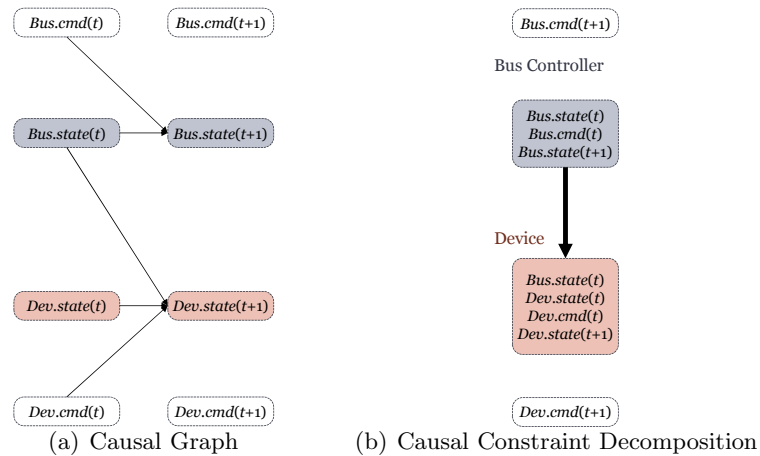 Bus.cmd(t)
Bus.cmd(t+1)
Bus.state(t)
Bus.state(t+1)
Dev.state(t)
Dev.state(t+1)
Dev.cmd(t)
Dev.cmd(t+1)
(a) Causal Graph
Bus.cmd(t+1)
Bus Controller
Bus.state(t)
Bus.cmd(t)
Bus.state(t+1)
Device
Bus.state(t)
Dev.state(t)
Dev.cmd(t)
Dev.state(t+1)
Dev.cmd(t+1)
(b) Causal Constraint Decomposition